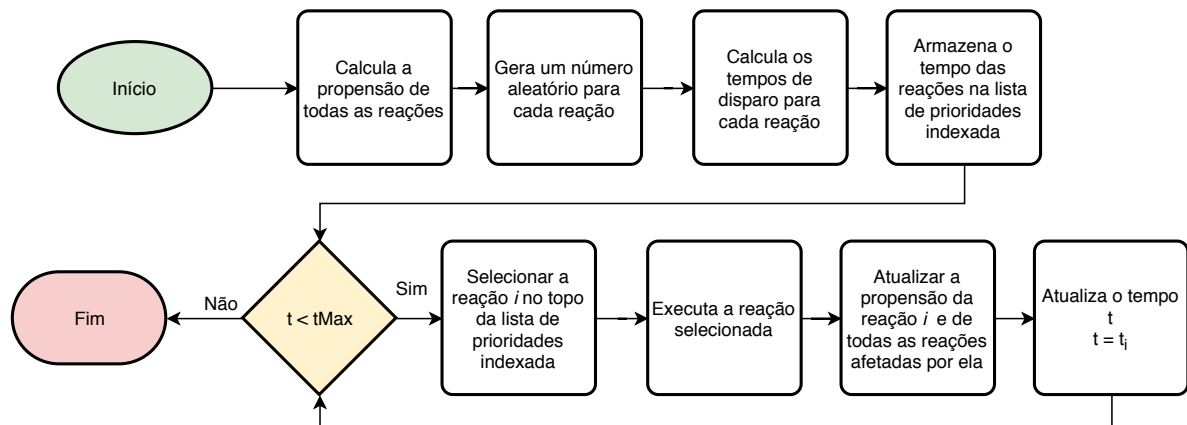 Início
Calcula a
propensão de
todas as reações
Gera um número
aleatório para
cada reação
Calcula os
tempos de
disparo para
cada reação
Armazena o
tempo das
reações na lista
de prioridades
indexada
Fim
Não
t < tMax
Sim
Selecionar a
reação i no topo
da lista de
prioridades
indexada
Executa a reação
selecionada
Atualizar a
propensão da
reação i e de
todas as reações
afetadas por ela
Atualiza o tempo
t
t = tᵢ